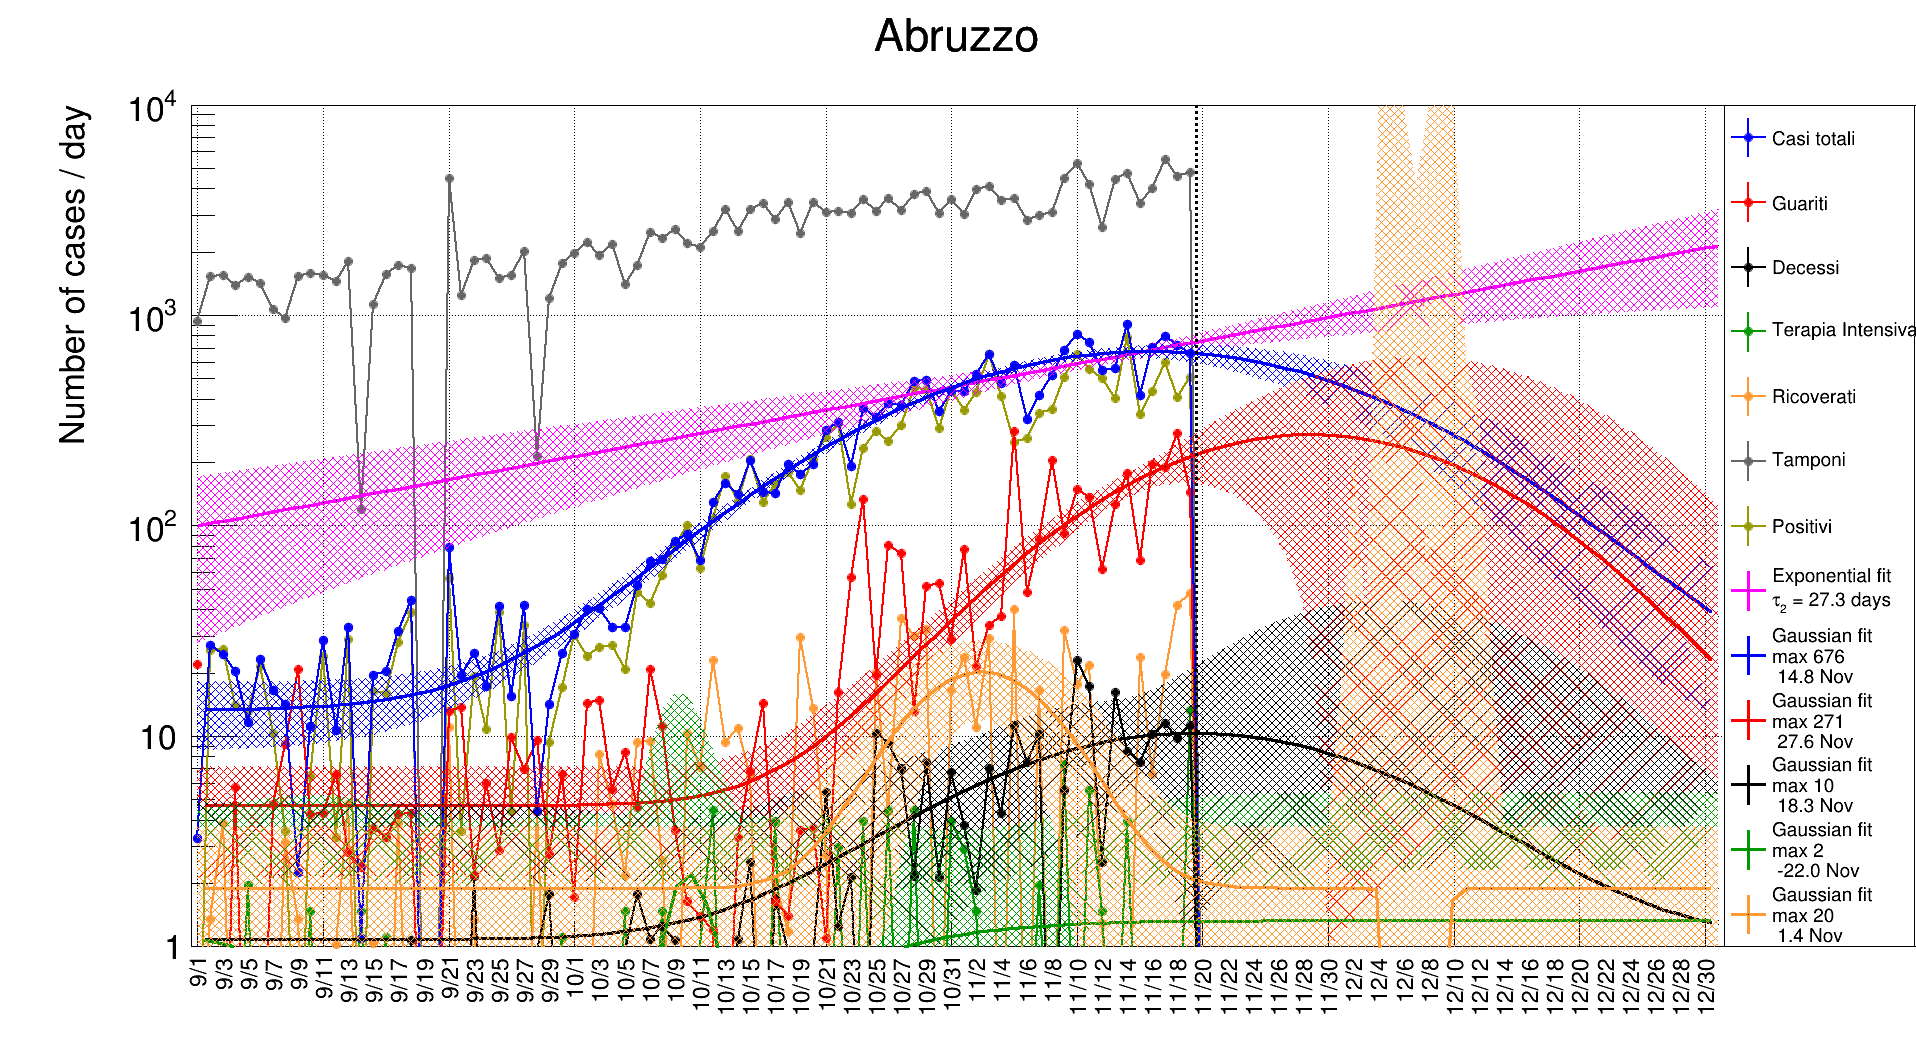 Abruzzo
Number of cases / day
10^4
10^3
10^2
10
1
9/1 9/3 9/5 9/7 9/9 9/11 9/13 9/15 9/17 9/19 9/21 9/23 9/25 9/27 9/29 10/1 10/3 10/5 10/7 10/9 10/11 10/13 10/15 10/17 10/19 10/21 10/23 10/25 10/27 10/29 10/31 11/2 11/4 11/6 11/8 11/10 11/12 11/14 11/16 11/18 11/20 11/22 11/24 11/26 11/28 11/30 12/2 12/4 12/6 12/8 12/10 12/12 12/14 12/16 12/18 12/20 12/22 12/24 12/26 12/28 12/30
Casi totali
Guariti
Decessi
Terapia Intensiva
Ricoverati
Tamponi
Positivi
Exponential fit
τ₂ = 27.3 days
Gaussian fit
max 676
14.8 Nov
Gaussian fit
max 271
27.6 Nov
Gaussian fit
max 10
18.3 Nov
Gaussian fit
max 2
-22.0 Nov
Gaussian fit
max 20
1.4 Nov